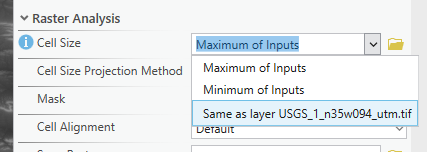 Raster Analysis
Cell Size
Maximum of Inputs
Cell Size Projection Method
Maximum of Inputs
Minimum of Inputs
Mask
Same as layer USGS_1_n35w094_utm.tif
Cell Alignment
Default